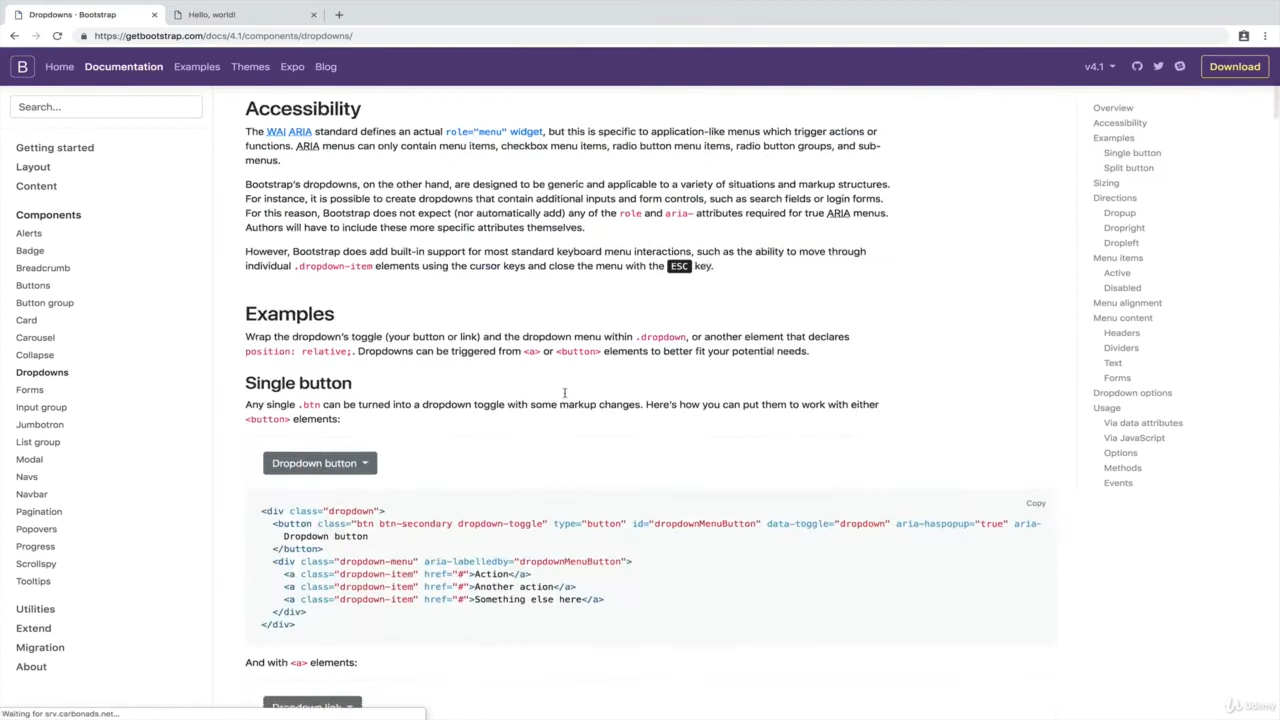 Dropdowns · Bootstrap
Hello, world!
https://getbootstrap.com/docs/4.1/components/dropdowns/
B Home Documentation Examples Themes Expo Blog v4.1 Download
Search...
Getting started
Layout
Content
Components
Alerts
Badge
Breadcrumb
Buttons
Button group
Card
Carousel
Collapse
Dropdowns
Forms
Input group
Jumbotron
List group
Modal
Navs
Navbar
Pagination
Popovers
Progress
Scrollspy
Tooltips
Utilities
Extend
Migration
About
Accessibility
The WAI ARIA standard defines an actual role="menu" widget, but this is specific to application-like menus which trigger actions or
functions. ARIA menus can only contain menu items, checkbox menu items, radio button menu items, radio button groups, and sub-
menus.
Bootstrap's dropdowns, on the other hand, are designed to be generic and applicable to a variety of situations and markup structures.
For instance, it is possible to create dropdowns that contain additional inputs and form controls, such as search fields or login forms.
For this reason, Bootstrap does not expect (nor automatically add) any of the role and aria- attributes required for true ARIA menus.
Authors will have to include these more specific attributes themselves.
However, Bootstrap does add built-in support for most standard keyboard menu interactions, such as the ability to move through
individual .dropdown-item elements using the cursor keys and close the menu with the ESC key.
Examples
Wrap the dropdown's toggle (your button or link) and the dropdown menu within .dropdown, or another element that declares
position: relative;. Dropdowns can be triggered from <a> or <button> elements to better fit your potential needs.
Single button
Any single .btn can be turned into a dropdown toggle with some markup changes. Here's how you can put them to work with either
<button> elements:
Dropdown button
Copy
<div class="dropdown">
<button class="btn btn-secondary dropdown-toggle" type="button" id="dropdownMenuButton" data-toggle="dropdown" aria-haspopup="true" aria-
Dropdown button
</button>
<div class="dropdown-menu" aria-labelledby="dropdownMenuButton">
<a class="dropdown-item" href="#">Action</a>
<a class="dropdown-item" href="#">Another action</a>
<a class="dropdown-item" href="#">Something else here</a>
</div>
</div>
And with <a> elements:
Dropdown link
Overview
Accessibility
Examples
Single button
Split button
Sizing
Directions
Dropup
Dropright
Dropleft
Menu items
Active
Disabled
Menu alignment
Menu content
Headers
Dividers
Text
Forms
Dropdown options
Usage
Via data attributes
Via JavaScript
Options
Methods
Events
Waiting for srv.carbonads.net...
Udemy